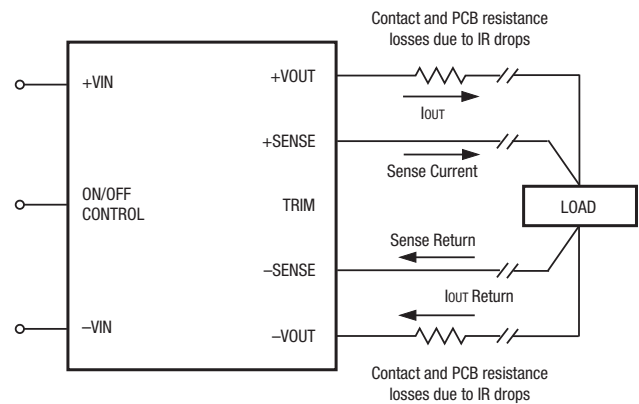 Contact and PCB resistance
losses due to IR drops
+VIN
+VOUT
IOUT
+SENSE
Sense Current
ON/OFF
CONTROL
TRIM
LOAD
Sense Return
–SENSE
IOUT Return
–VIN
–VOUT
Contact and PCB resistance
losses due to IR drops